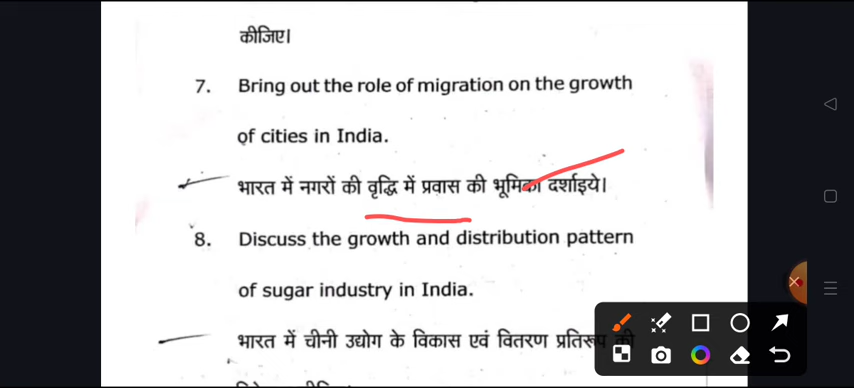 कीजिए।
7. Bring out the role of migration on the growth
of cities in India.
भारत में नगरों की वृद्धि में प्रवास की भूमिका दर्शाइये।
8. Discuss the growth and distribution pattern
of sugar industry in India.
भारत में चीनी उद्योग के विकास एवं वितरण प्रतिरूप की